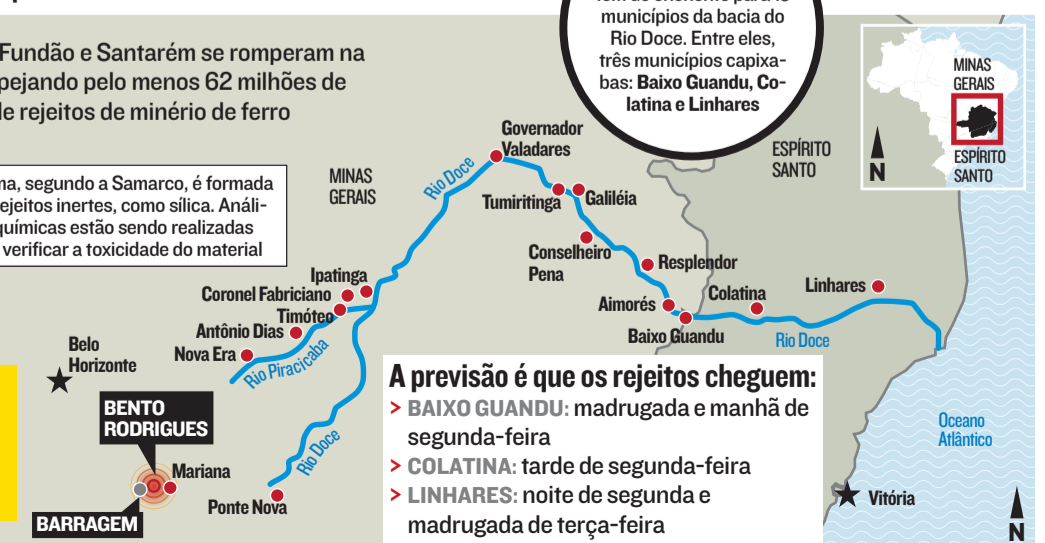 Fundão e Santarém se romperam na
pejando pelo menos 62 milhões de
rejeitos de minério de ferro
municípios da bacia do
Rio Doce. Entre eles,
três municípios capixa-
bas: Baixo Guandu, Co-
latina e Linhares
ma, segundo a Samarco, é formada
ejeitos inertes, como sílica. Análi-
químicas estão sendo realizadas
verificar a toxicidade do material
MINAS
GERAIS
ESPÍRITO
SANTO
N
MINAS
GERAIS
ESPÍRITO
SANTO
Governador
Valadares
Rio Doce
Tumiritinga
Galiléia
Conselheiro
Pena
Resplendor
Aimorés
Baixo Guandu
Colatina
Linhares
Rio Doce
Ipatinga
Coronel Fabriciano
Timóteo
Antônio Dias
Nova Era
Rio Piracicaba
Belo
Horizonte
BENTO
RODRIGUES
Mariana
BARRAGEM
Rio Doce
Ponte Nova
A previsão é que os rejeitos cheguem:
> BAIXO GUANDU: madrugada e manhã de
segunda-feira
> COLATINA: tarde de segunda-feira
> LINHARES: noite de segunda e
madrugada de terça-feira
Oceano
Atlântico
Vitória
N